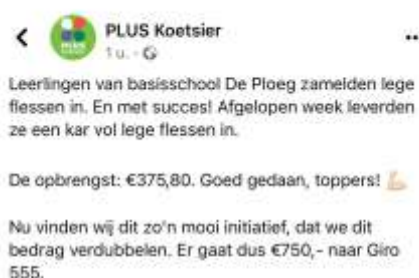 PLUS Koetsier
PLUS
1 u.
Leerlingen van basisschool De Ploeg zamelden lege
flessen in. En met succes! Afgelopen week leverden
ze een kar vol lege flessen in.
De opbrengst: €375,80. Goed gedaan, toppers! 💪🏻
Nu vinden wij dit zo'n mooi initiatief, dat we dit
bedrag verdubbelen. Er gaat dus €750,- naar Giro
555.